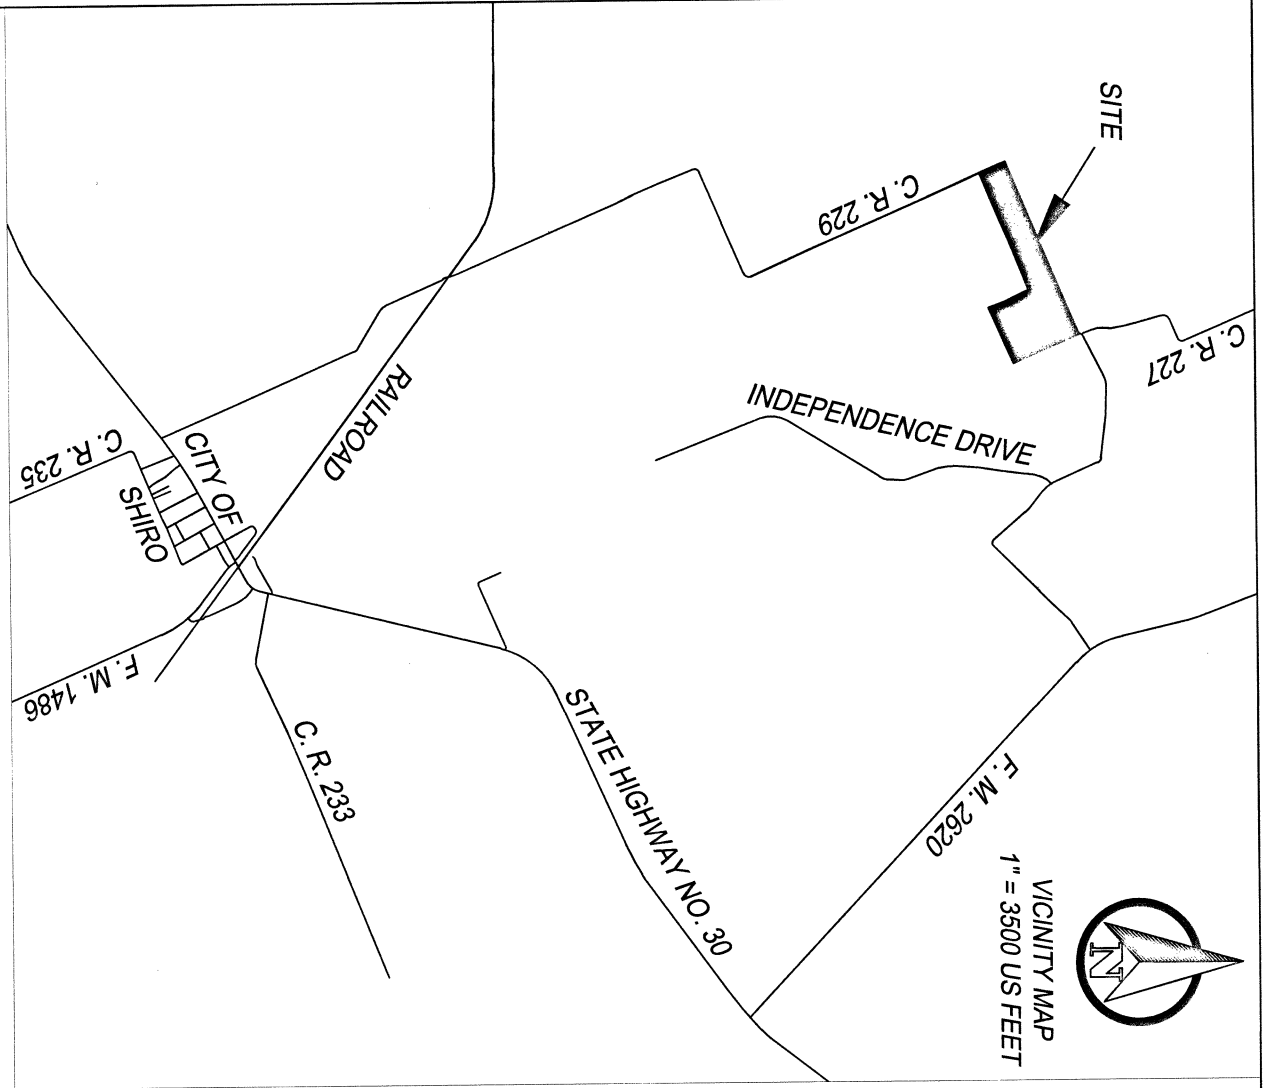 SITE
C. R. 229
C. R. 227
INDEPENDENCE DRIVE
RAILROAD
C. R. 235
CITY OF
SHIRO
F. M. 1486
C. R. 233
STATE HIGHWAY NO. 30
F. M. 2620
N
VICINITY MAP
1" = 3500 US FEET